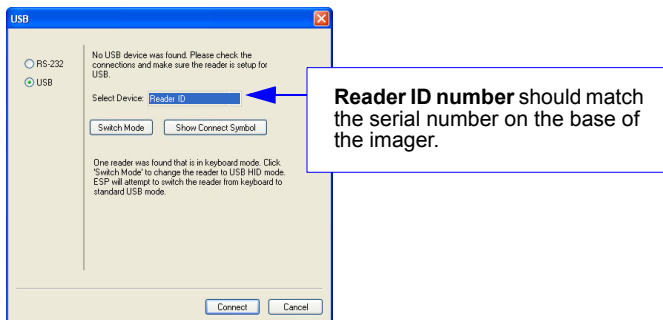 USB
RS-232
USB
No USB device was found. Please check the
connections and make sure the reader is setup for
USB.
Select Device: Reader ID
Switch Mode Show Connect Symbol
One reader was found that is in keyboard mode. Click
'Switch Mode' to change the reader to USB HID mode.
ESP will attempt to switch the reader from keyboard to
standard USB mode.
Connect Cancel
Reader ID number should match
the serial number on the base of
the imager.